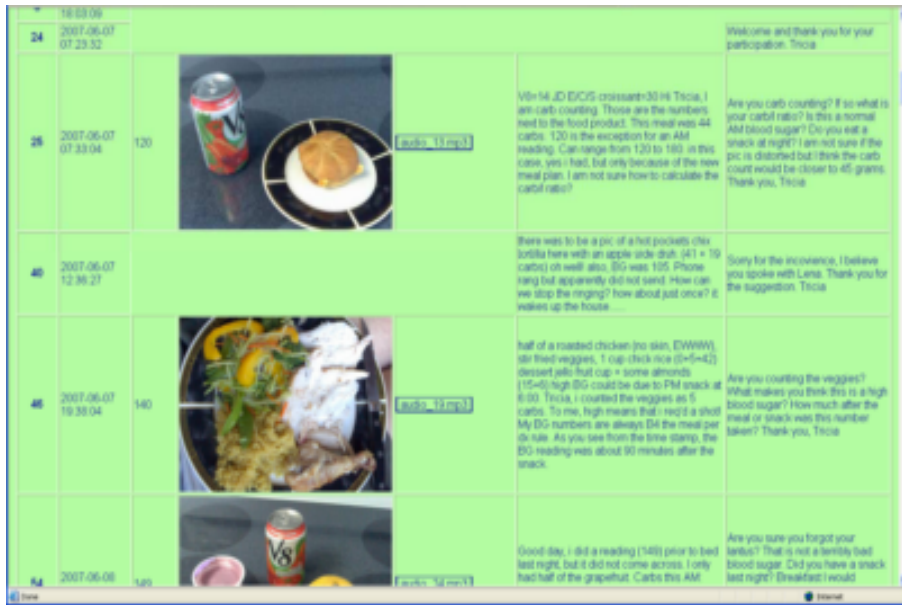 18:03:09
24
2007-06-07
07:23:32
Welcome and thank you for your
participation. Tricia
25
2007-06-07
07:33:04
120
V8
audio_13.mp3
V8=14 JD E/C/S croissant=30 Hi Tricia, I
am carb counting. Those are the numbers
next to the food product. This meal was 44
carbs. 120 is the exception for an AM
reading. Can range from 120 to 180. in this
case, yes i had, but only because of the new
meal plan. I am not sure how to calculate the
carb/I ratio?
Are you carb counting? If so what is
your carb/I ratio? Is this a normal
AM blood sugar? Do you eat a
snack at night? I am not sure if the
pic is distorted but I think the carb
count would be closer to 45 grams.
Thank you, Tricia
40
2007-06-07
12:36:27
there was to be a pic of a hot pockets chix
tortilla here with an apple side dish. (41 + 19
carbs) oh well! also, BG was 105. Phone
rang but apparently did not send. How can
we stop the ringing? how about just once? it
wakes up the house......
Sorry for the incovience, I believe
you spoke with Lena. Thank you for
the suggestion. Tricia
46
2007-06-07
19:38:04
140
audio_19.mp3
half of a roasted chicken (no skin, EWWW),
stir fried veggies, 1 cup chick rice (0+5+42)
dessert jello fruit cup + some almonds
(15+6) high BG could be due to PM snack at
6:00. Tricia, i counted the veggies as 5
carbs. To me, high means that i req'd a shot!
My BG numbers are always B4 the meal per
dx rule. As you see from the time stamp, the
BG reading was about 90 minutes after the
snack.
Are you counting the veggies?
What makes you think this is a high
blood sugar? How much after the
meal or snack was this number
taken? Thank you, Tricia
54
2007-06-08
149
V8
audio_24.mp3
Good day, i did a reading (149) prior to bed
last night, but it did not come across. I only
had half of the grapefruit. Carbs this AM:
Are you sure you forgot your
lantus? That is not a terribly bad
blood sugar. Did you have a snack
last night? Breakfast I would
Done
Internet